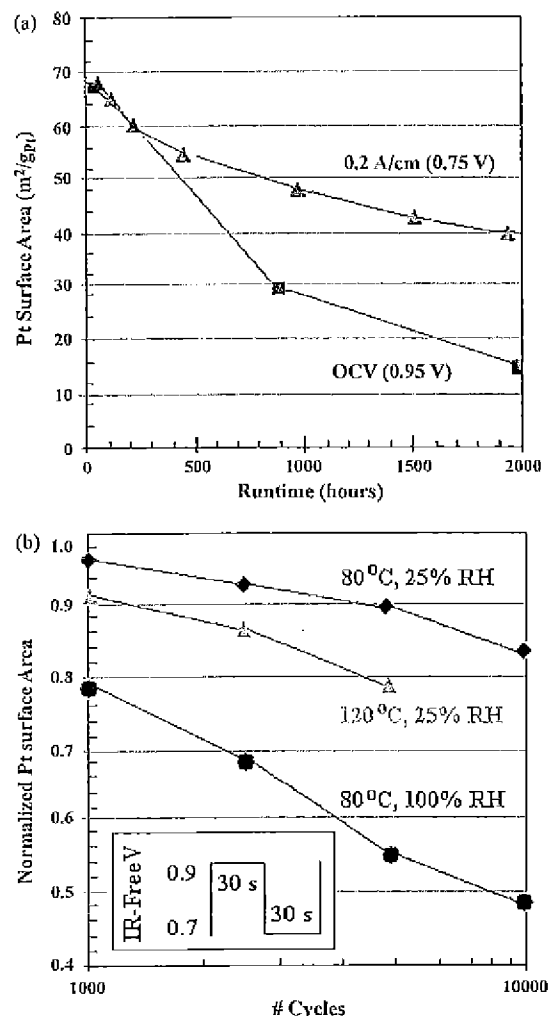 (a)
80
70
60
50
40
30
20
10
0
Pt Surface Area (m²/gPt)
0.2 A/cm (0.75 V)
OCV (0.95 V)
0
500
1000
1500
2000
Runtime (hours)
(b)
1.0
0.9
0.8
0.7
0.6
0.5
0.4
Normalized Pt surface Area
80 °C, 25% RH
120 °C, 25% RH
80 °C, 100% RH
IR-Free V
0.9
30 s
30 s
0.7
1000
10000
# Cycles